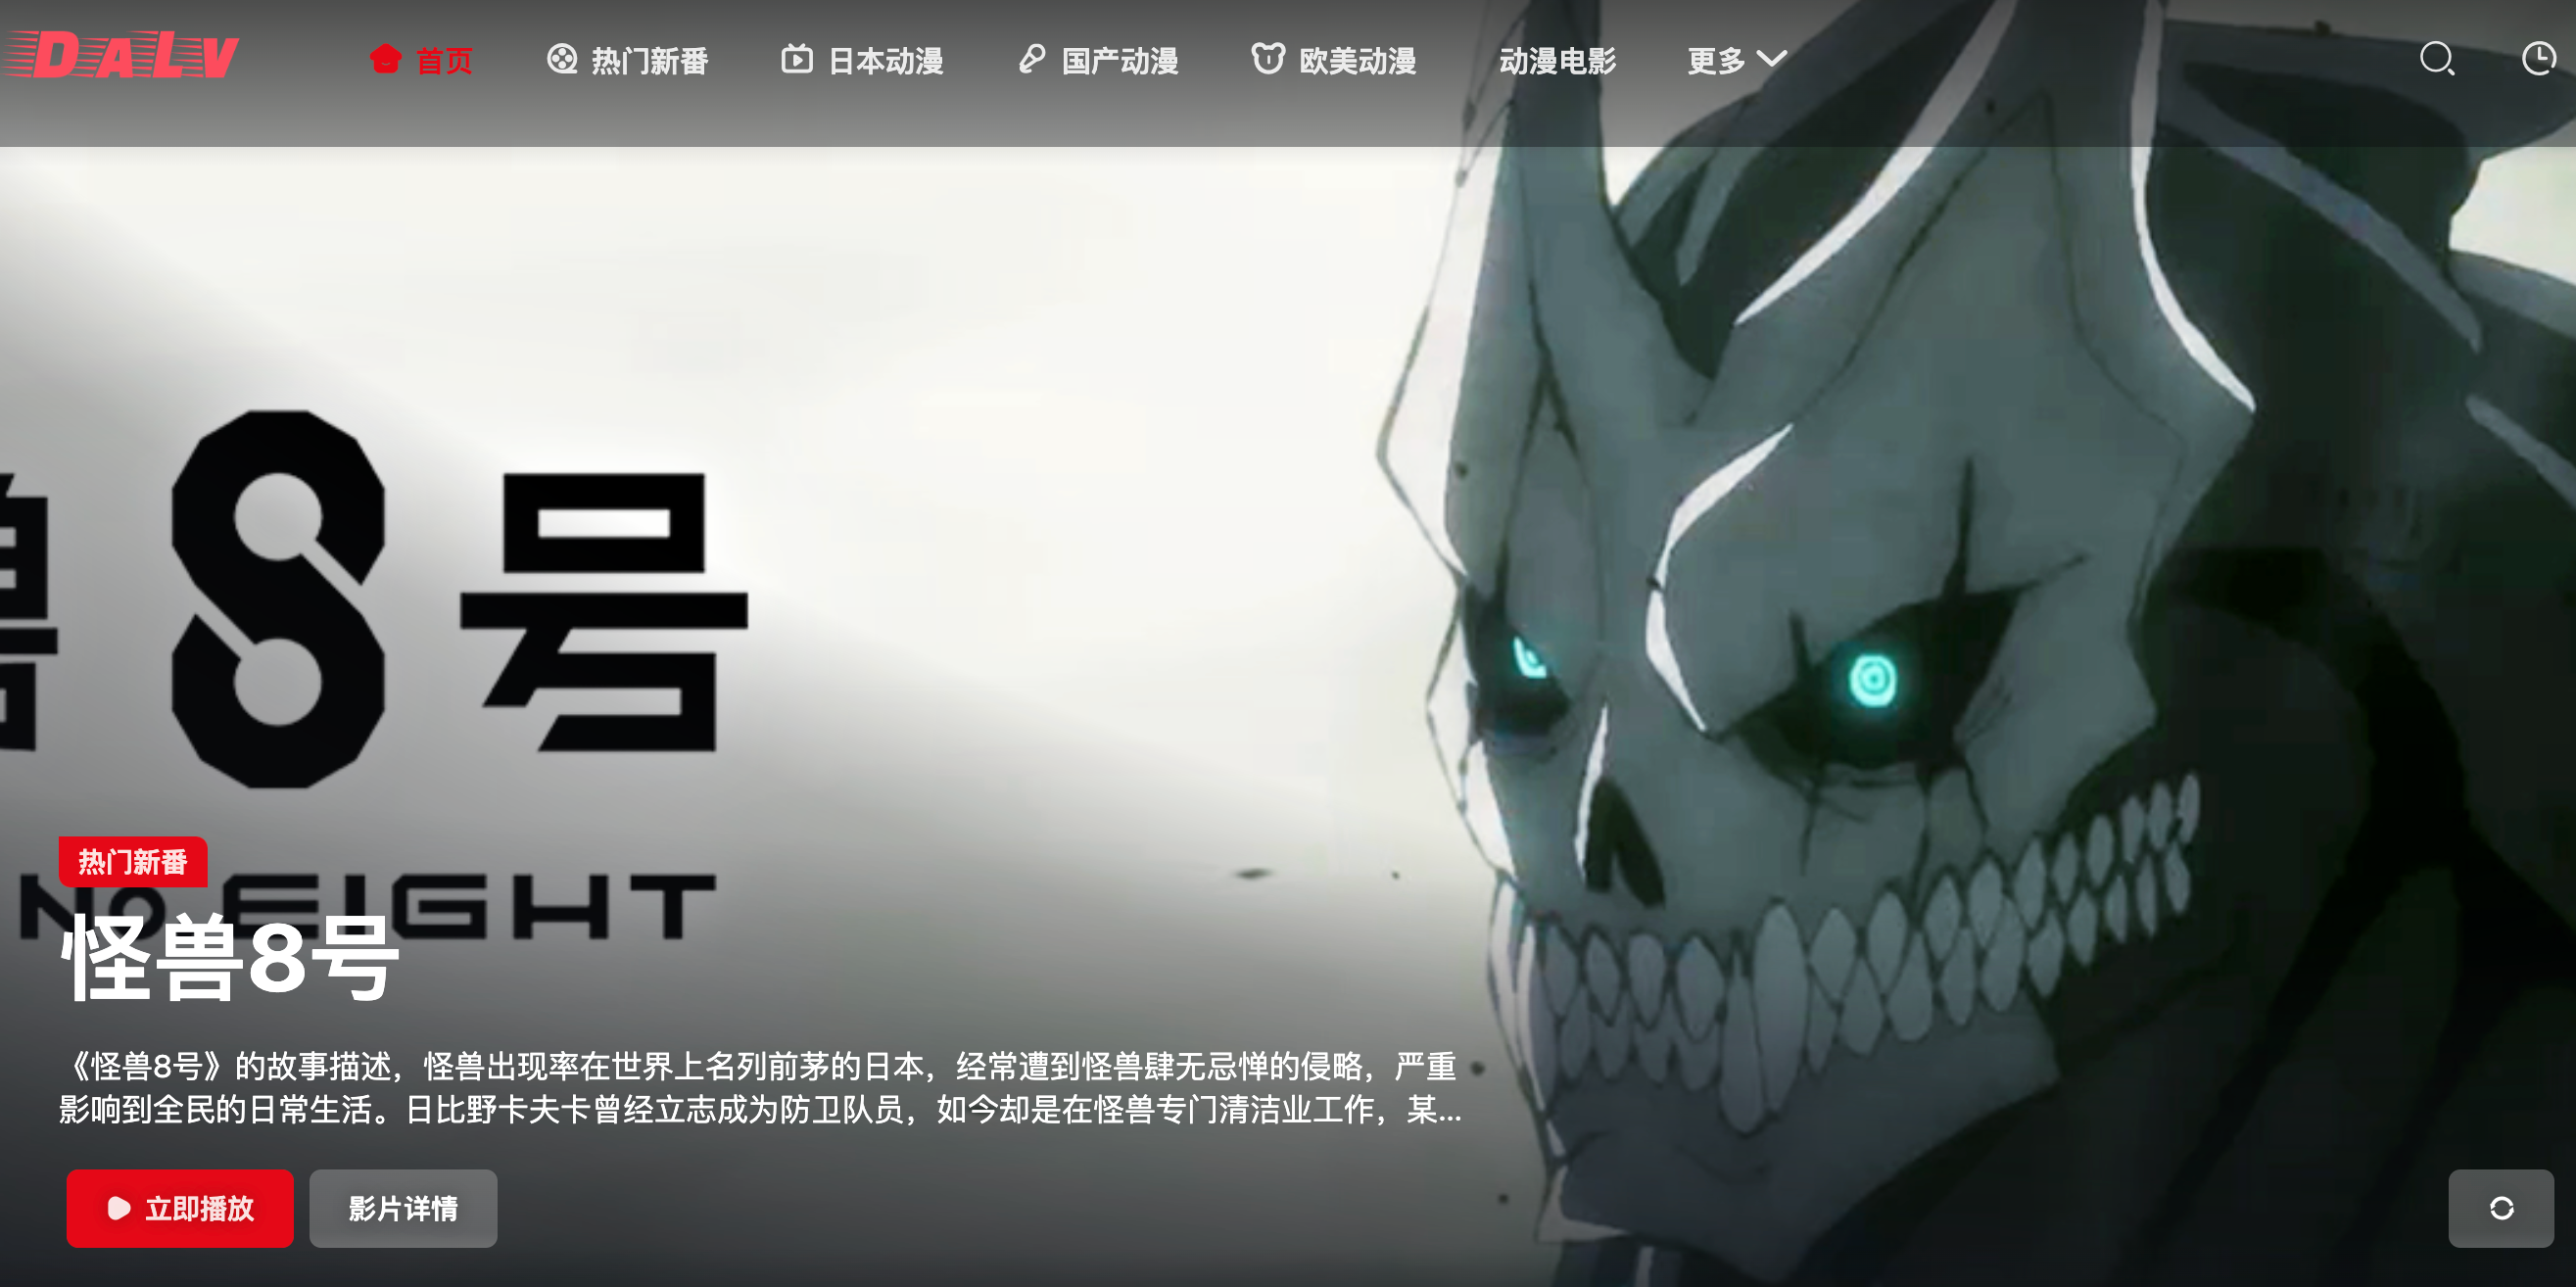 DALV
首页 热门新番 日本动漫 国产动漫 欧美动漫 动漫电影 更多
8号
热门新番
No EIGHT
怪兽8号
《怪兽8号》的故事描述，怪兽出现率在世界上名列前茅的日本，经常遭到怪兽肆无忌惮的侵略，严重
影响到全民的日常生活。日比野卡夫卡曾经立志成为防卫队员，如今却是在怪兽专门清洁业工作，某...
立即播放 影片详情